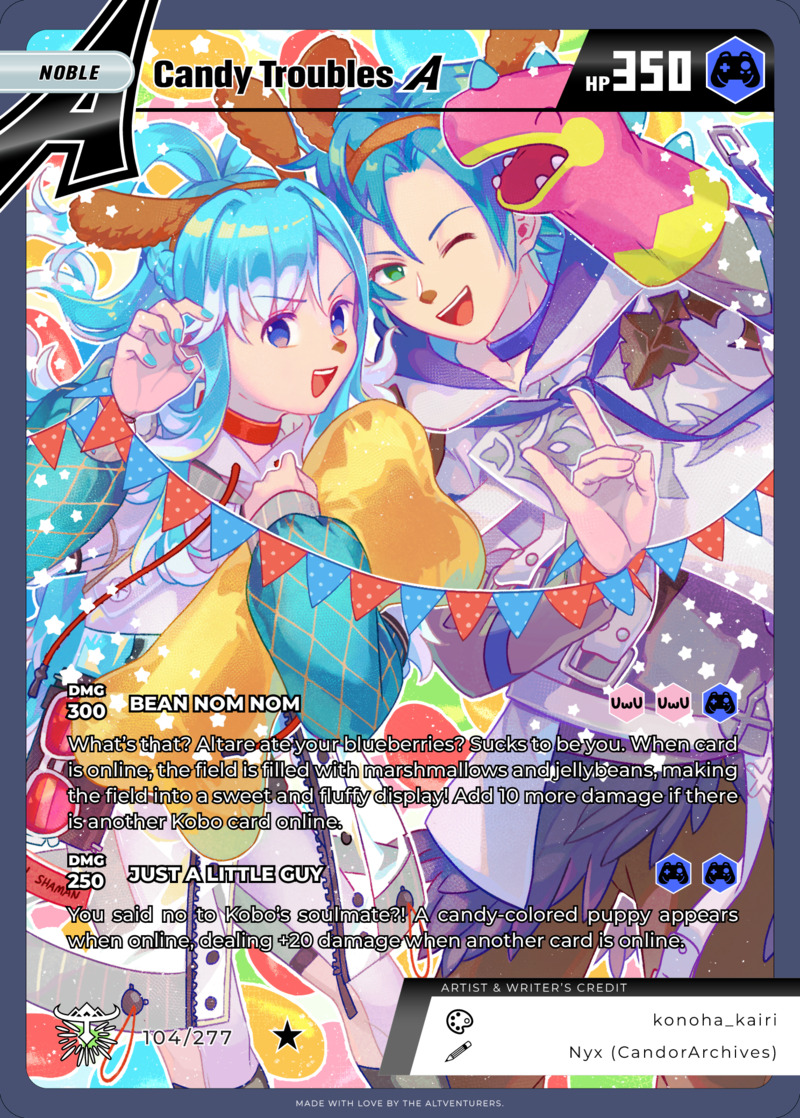 NOBLE
Candy Troubles A
HP 350
DMG 300 BEAN NOM NOM UwU UwU
What's that? Altare ate your blueberries? Sucks to be you. When card
is online, the field is filled with marshmallows and jellybeans, making
the field into a sweet and fluffy display! Add 10 more damage if there
is another Kobo card online.
DMG 250 JUST A LITTLE GUY
SHAMAN
You said no to Kobo's soulmate?! A candy-colored puppy appears
when online, dealing +20 damage when another card is online.
ARTIST & WRITER'S CREDIT
konoha_kairi
104/277
Nyx (CandorArchives)
MADE WITH LOVE BY THE ALTVENTURERS.